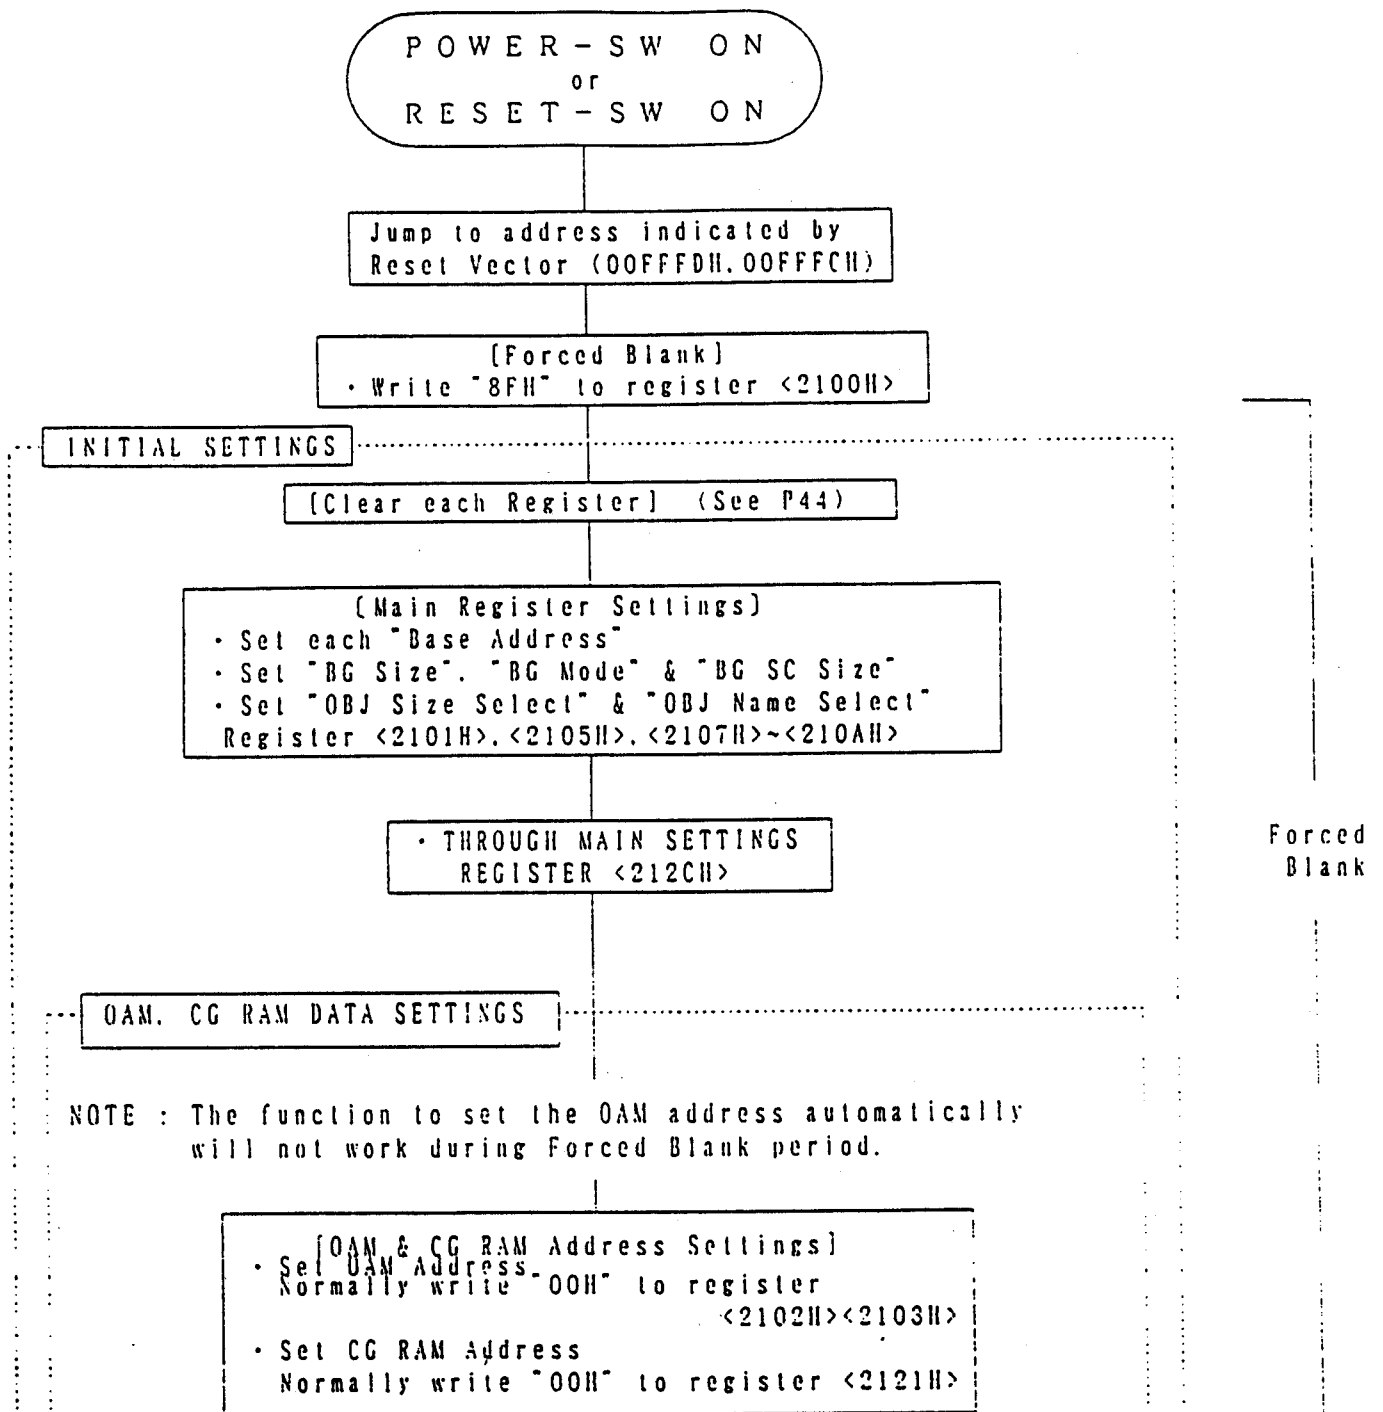 POWER-SW ON
or
RESET-SW ON
Jump to address indicated by
Reset Vector (00FFFDH, 00FFFCH)
[Forced Blank]
・Write "8FH" to register <2100H>
INITIAL SETTINGS
[Clear each Register] (See P44)
[Main Register Settings]
・Set each "Base Address"
・Set "BG Size", "BG Mode" & "BG SC Size"
・Set "OBJ Size Select" & "OBJ Name Select"
Register <2101H>, <2105H>, <2107H>~<210AH>
・THROUGH MAIN SETTINGS
REGISTER <212CH>
Forced
Blank
OAM, CG RAM DATA SETTINGS
NOTE : The function to set the OAM address automatically
will not work during Forced Blank period.
[OAM & CG RAM Address Settings]
・Set OAM Address
Normally write "00H" to register
<2102H><2103H>
・Set CG RAM Address
Normally write "00H" to register <2121H>